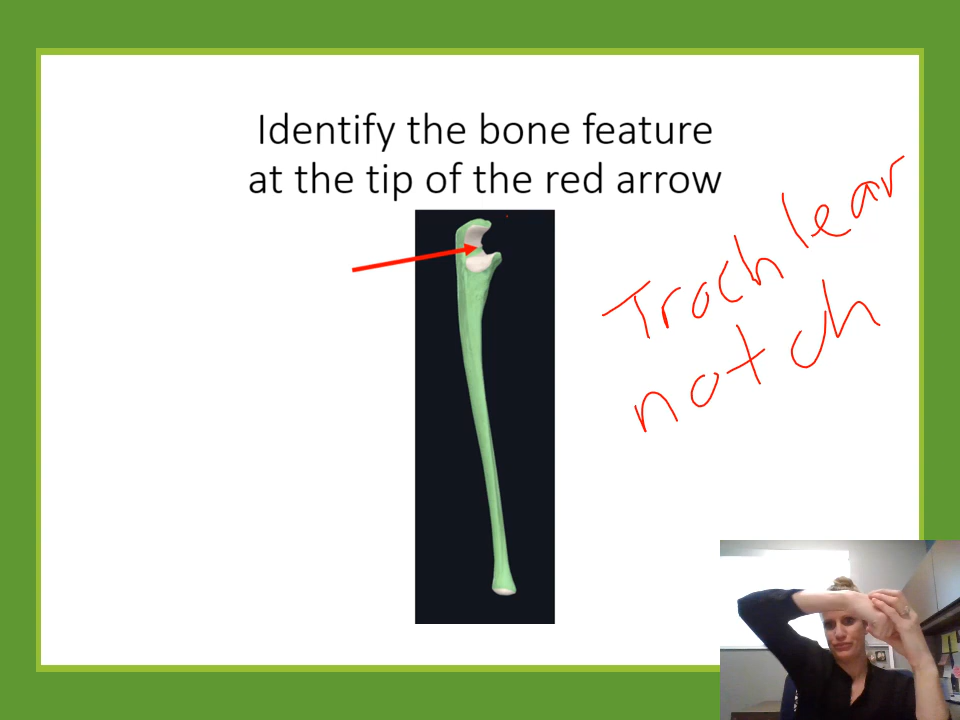 Identify the bone feature
at the tip of the red arrow
Trochlear
notch